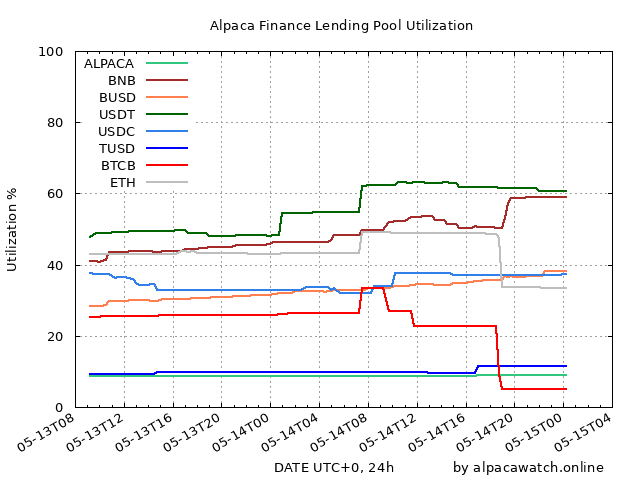 Alpaca Finance Lending Pool Utilization
Utilization %
100
80
60
40
20
0
ALPACA
BNB
BUSD
USDT
USDC
TUSD
BTCB
ETH
05-13T08
05-13T12
05-13T16
05-13T20
05-14T00
05-14T04
05-14T08
05-14T12
05-14T16
05-14T20
05-15T00
05-15T04
DATE UTC+0, 24h
by alpacawatch.online